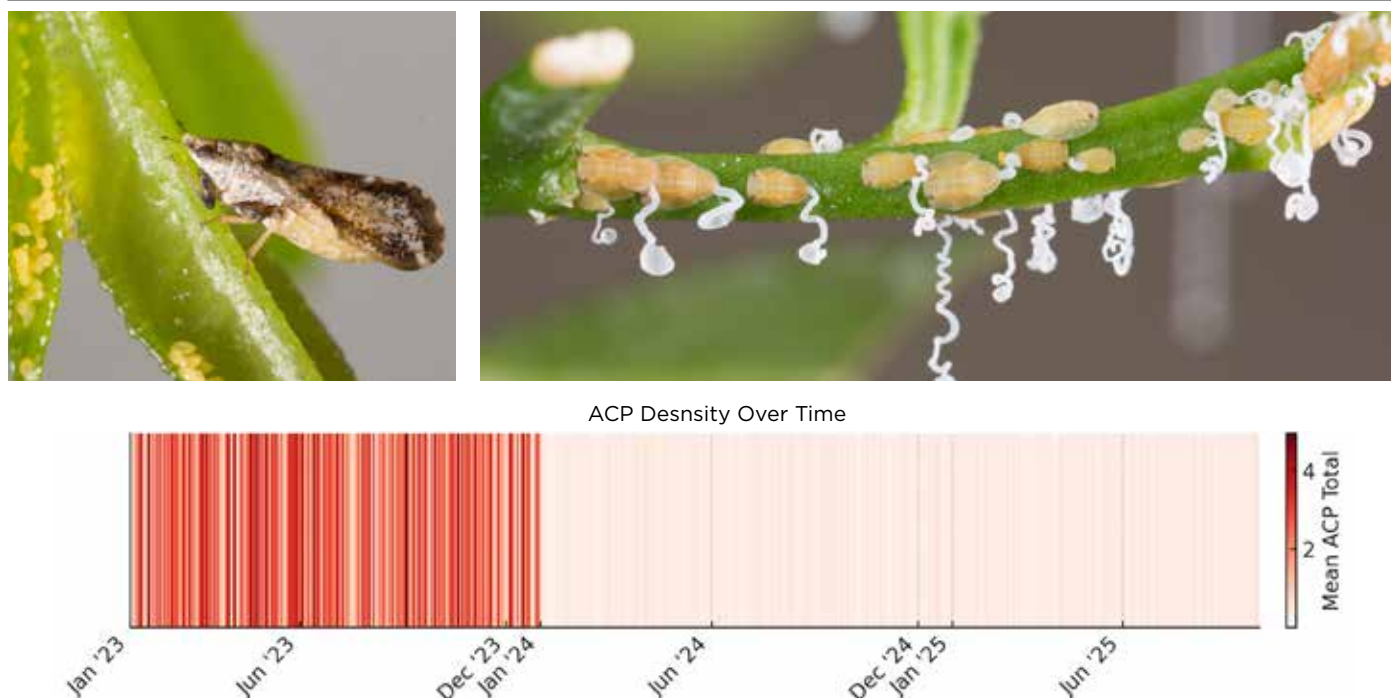 ACP Desnsity Over Time
4
2
Mean ACP Total
Jan '23
Jun '23
Dec '23
Jan '24
Jun '24
Dec '24
Jan '25
Jun '25